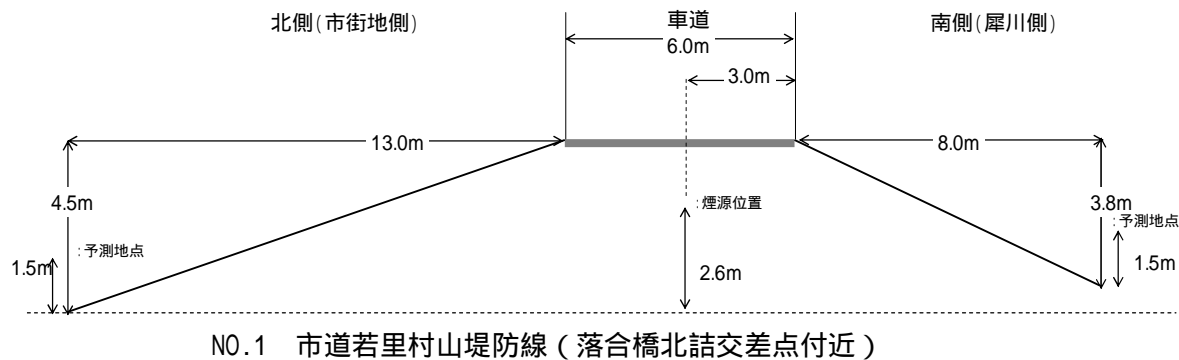 北側(市街地側)
車道
南側(犀川側)
6.0m
3.0m
13.0m
8.0m
4.5m
:煙源位置
3.8m
:予測地点
:予測地点
1.5m
2.6m
1.5m
NO.1 市道若里村山堤防線(落合橋北詰交差点付近)